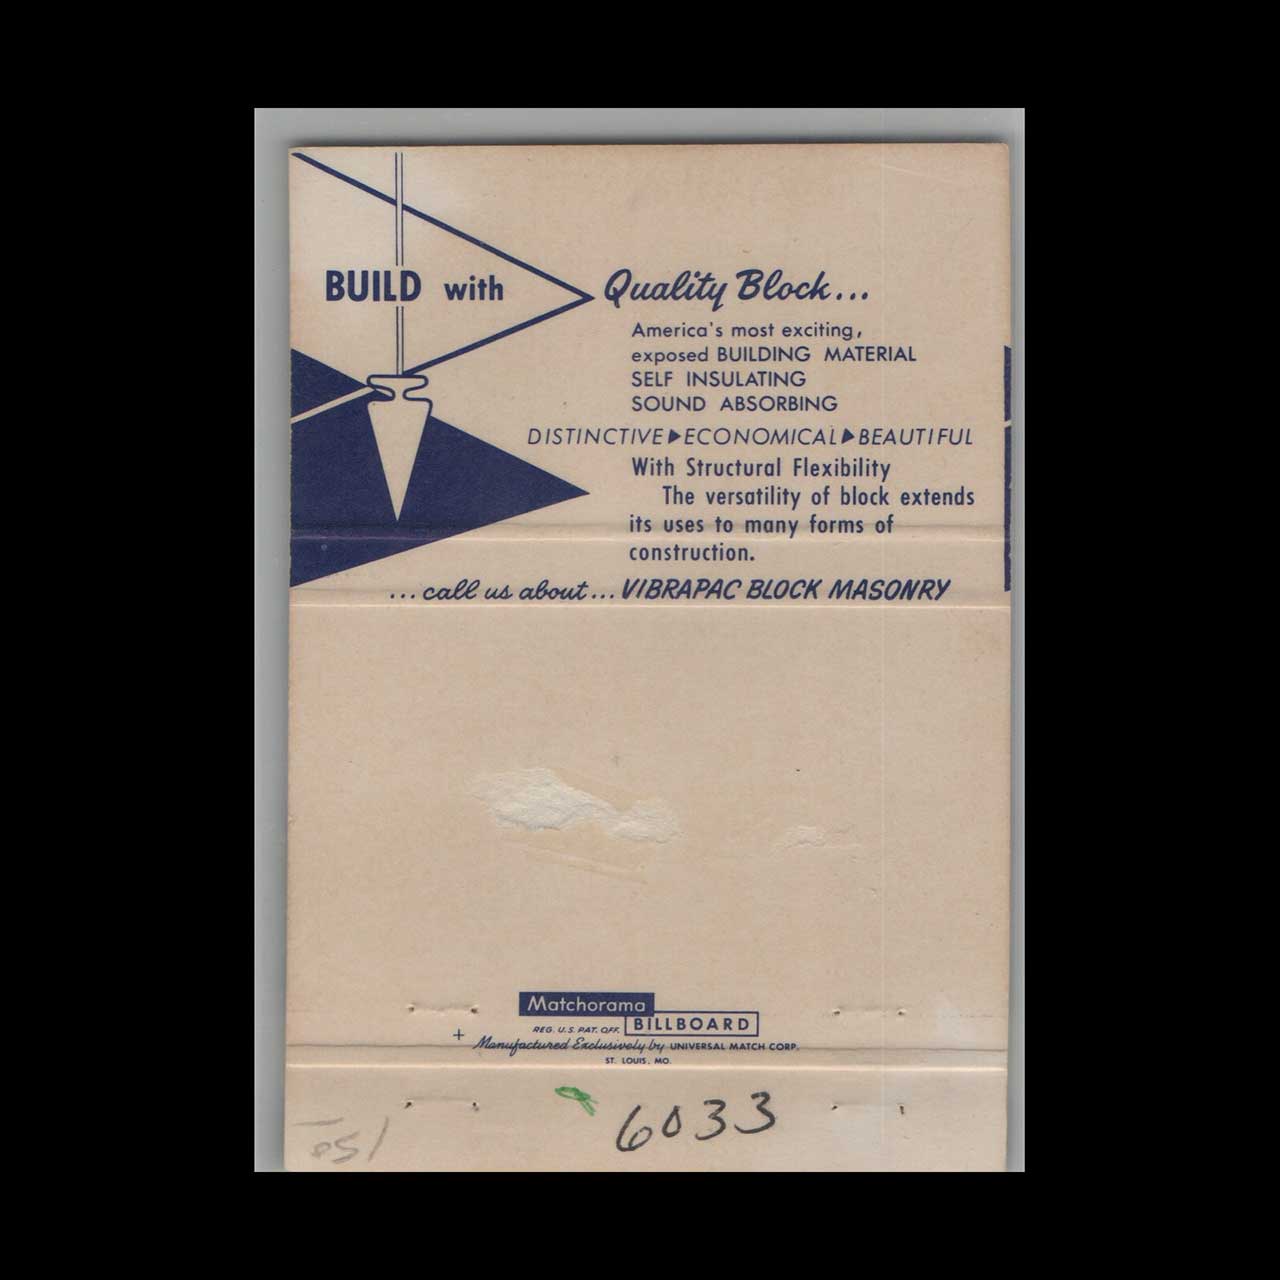 BUILD with Quality Block...
America's most exciting,
exposed BUILDING MATERIAL
SELF INSULATING
SOUND ABSORBING
DISTINCTIVE▶ECONOMICAL▶BEAUTIFUL
With Structural Flexibility
The versatility of block extends
its uses to many forms of
construction.
...call us about...VIBRAPAC BLOCK MASONRY
Matchorama
REG. U.S. PAT. OFF. BILLBOARD
+ Manufactured Exclusively by UNIVERSAL MATCH CORP.
ST. LOUIS, MO.
6033